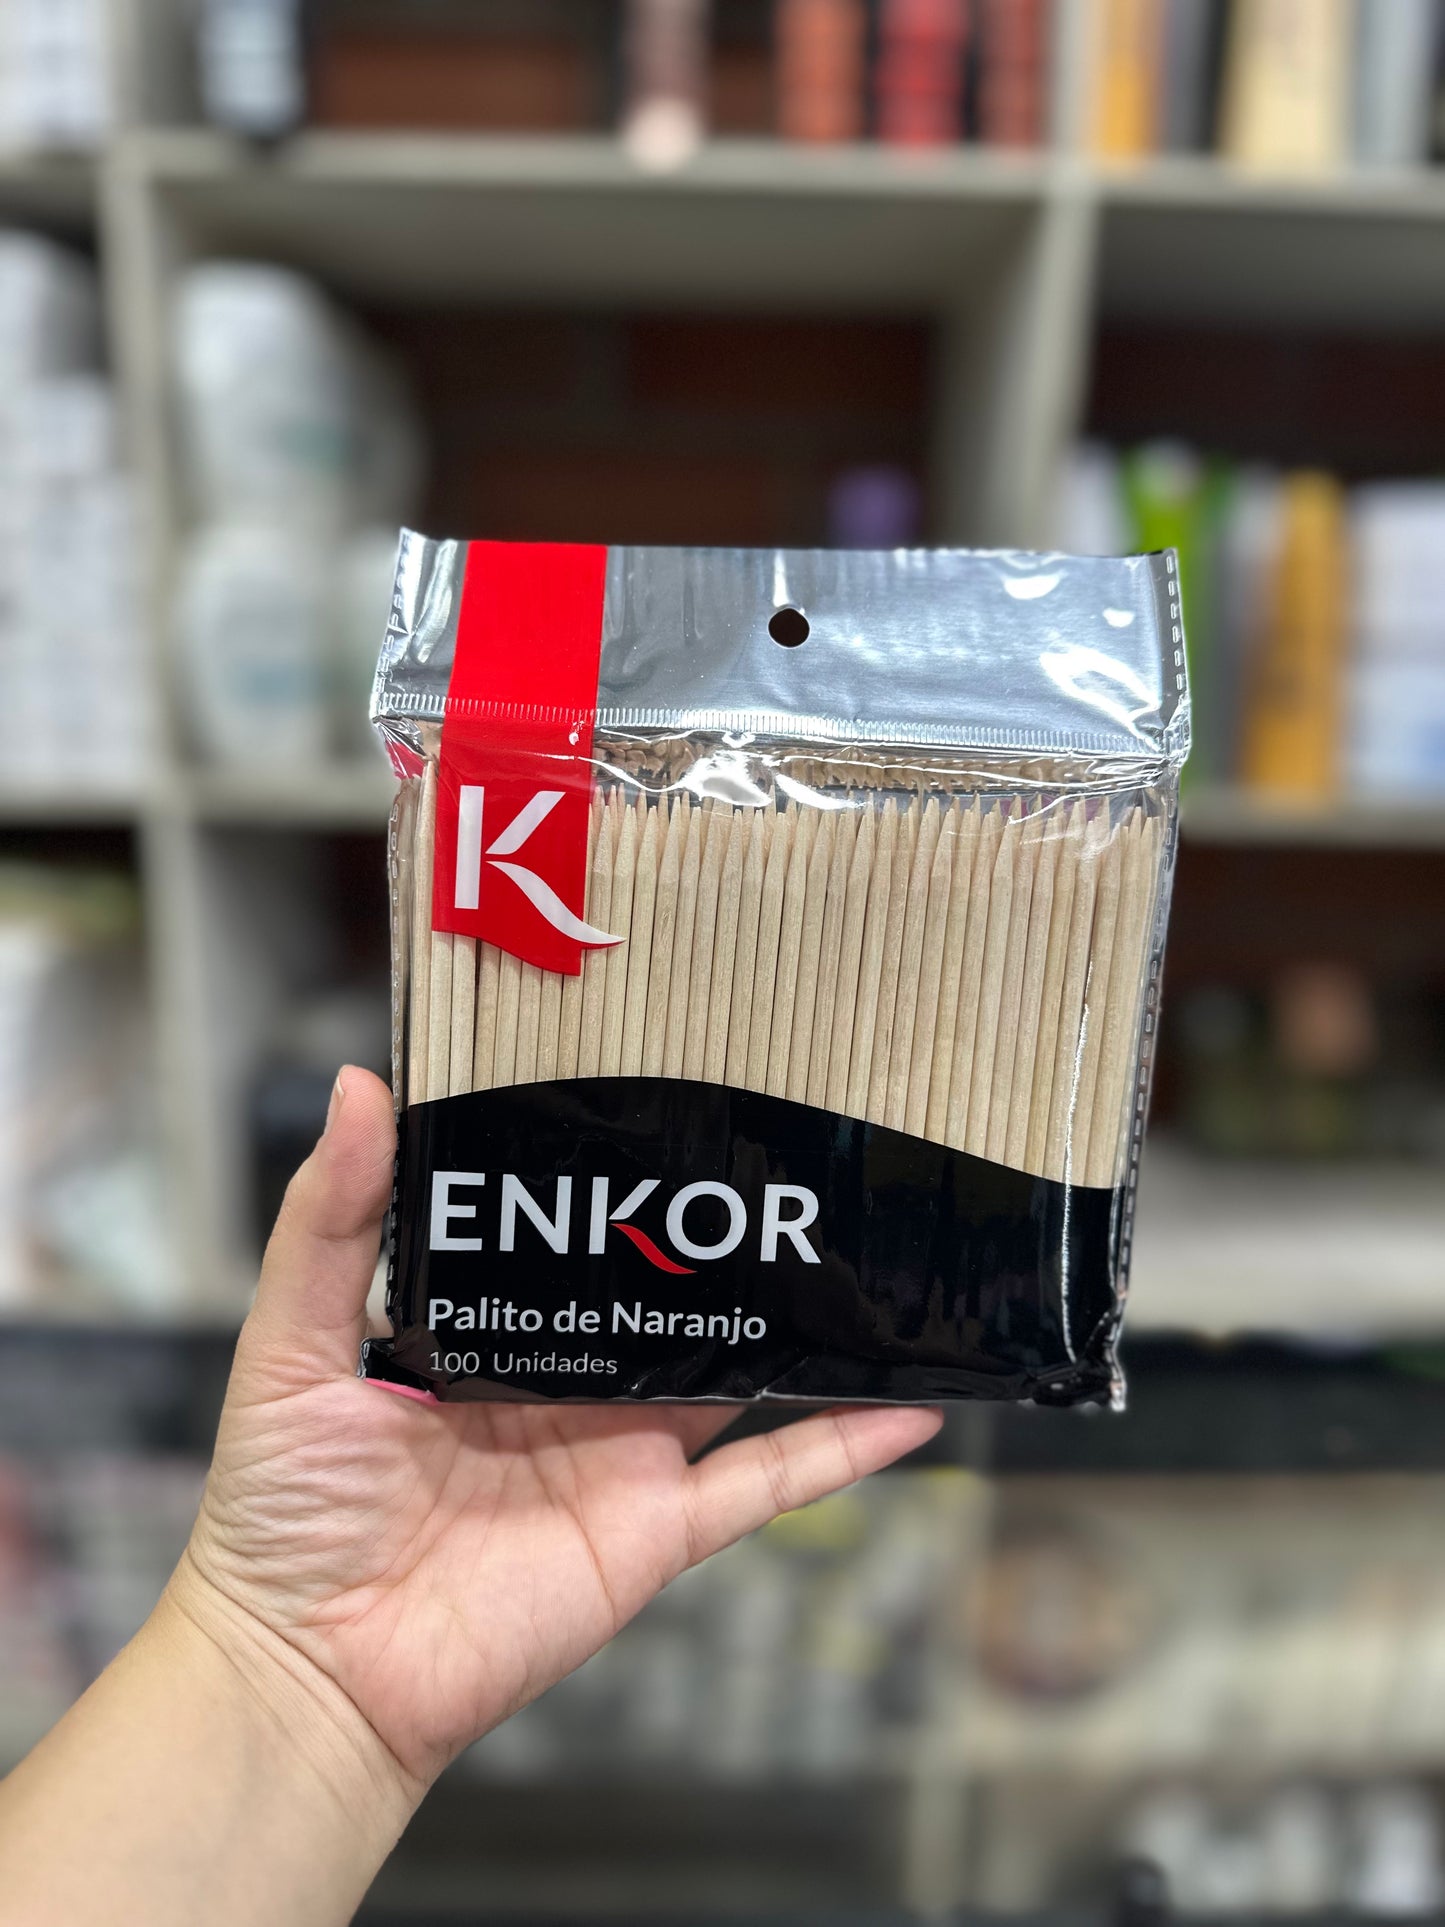 K
ENKOR
Palito de Naranjo
100 Unidades